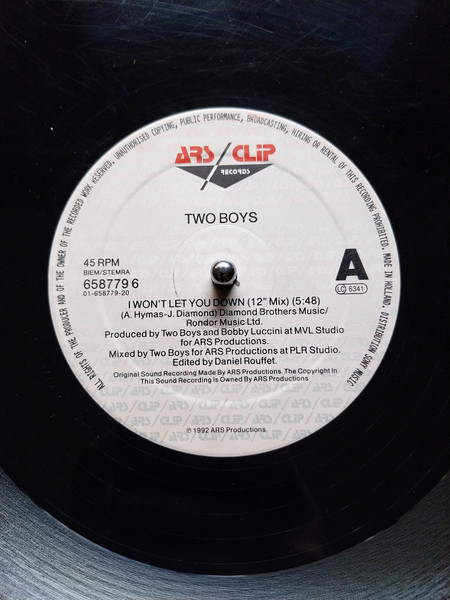 ALL RIGHTS OF THE PRODUCER AND OF THE OWNER OF THE RECORDED WORK RESERVED. UNAUTHORISED COPYING, PUBLIC PERFORMANCE, BROADCASTING, HIRING OR RENTAL OF THIS RECORDING PROHIBITED. MADE IN HOLLAND DISTRIBUTION SONY MUSIC.
ARS/CLIP
RECORDS
TWO BOYS
45 RPM
BIEM/STEMRA
658779 6
01-658779-20
A
LC 6341
I WON'T LET YOU DOWN (12" Mix) (5:48)
(A. Hymas-J. Diamond) Diamond Brothers Music/
Rondor Music Ltd.
Produced by Two Boys and Bobby Luccini at MVL Studio
for ARS Productions.
Mixed by Two Boys for ARS Productions at PLR Studio.
Edited by Daniel Rouffet.
Original Sound Recording Made By ARS Productions. The Copyright In
This Sound Recording Is Owned By ARS Productions
℗ 1992 ARS Productions